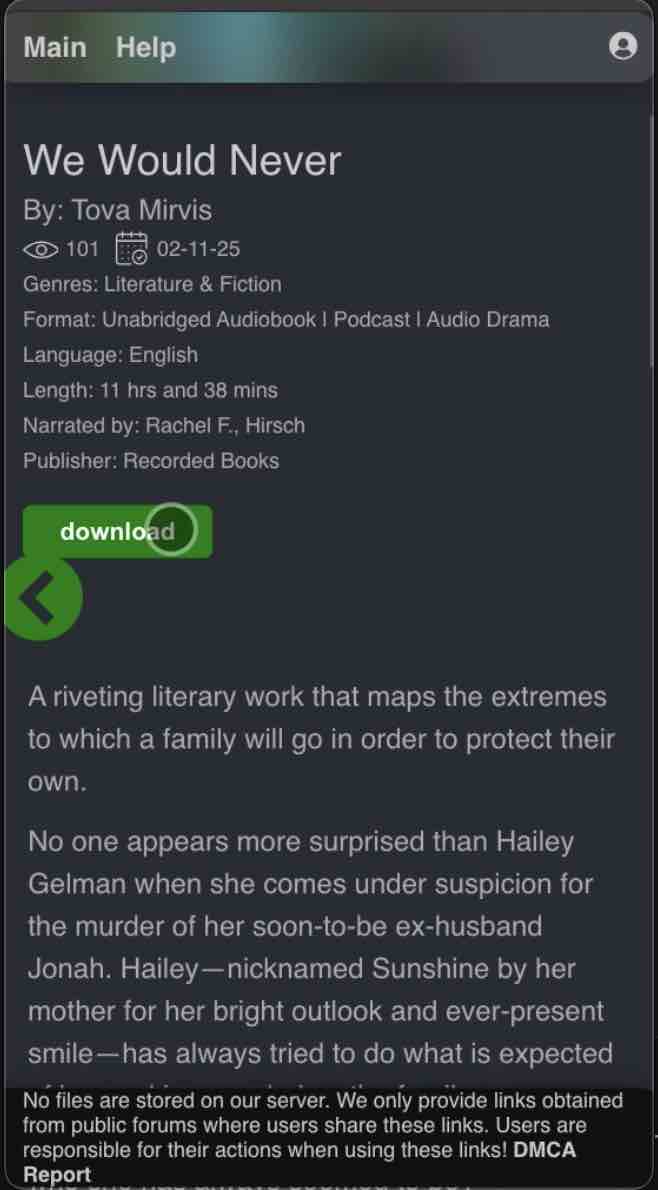 Main Help
We Would Never
By: Tova Mirvis
101 02-11-25
Genres: Literature & Fiction
Format: Unabridged Audiobook | Podcast | Audio Drama
Language: English
Length: 11 hrs and 38 mins
Narrated by: Rachel F., Hirsch
Publisher: Recorded Books
download
A riveting literary work that maps the extremes
to which a family will go in order to protect their
own.
No one appears more surprised than Hailey
Gelman when she comes under suspicion for
the murder of her soon-to-be ex-husband
Jonah. Hailey—nicknamed Sunshine by her
mother for her bright outlook and ever-present
smile—has always tried to do what is expected
No files are stored on our server. We only provide links obtained
from public forums where users share these links. Users are
responsible for their actions when using these links! DMCA
Report